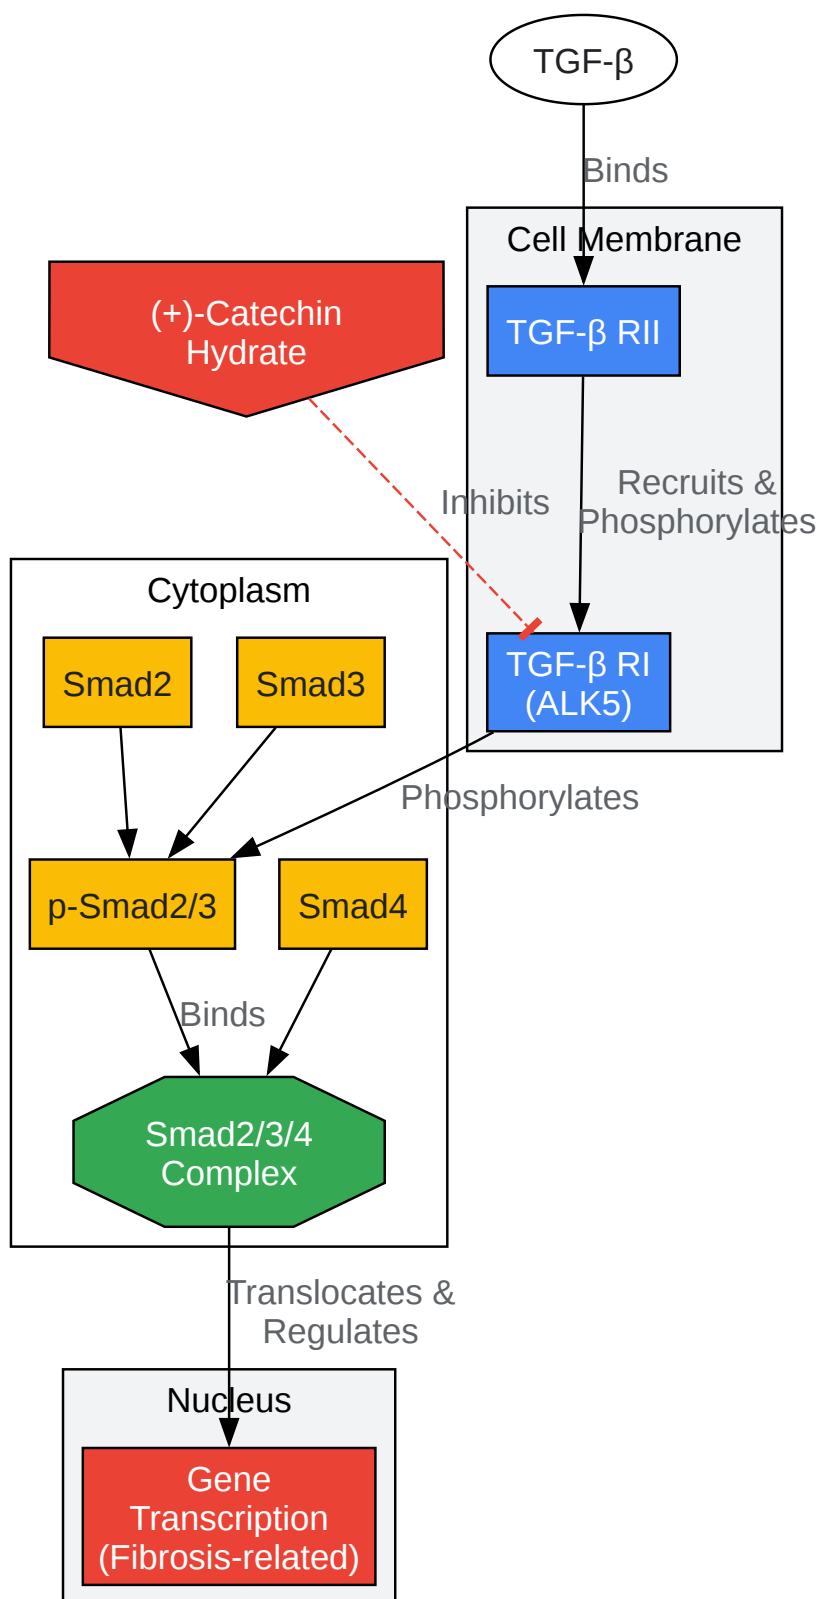 TGF-β
Binds
Cell Membrane
(+)-Catechin
Hydrate
TGF-β RII
Recruits &
Phosphorylates
Inhibits
Cytoplasm
Smad2
Smad3
TGF-β RI
(ALK5)
Phosphorylates
p-Smad2/3
Smad4
Binds
Smad2/3/4
Complex
Translocates &
Regulates
Nucleus
Gene
Transcription
(Fibrosis-related)